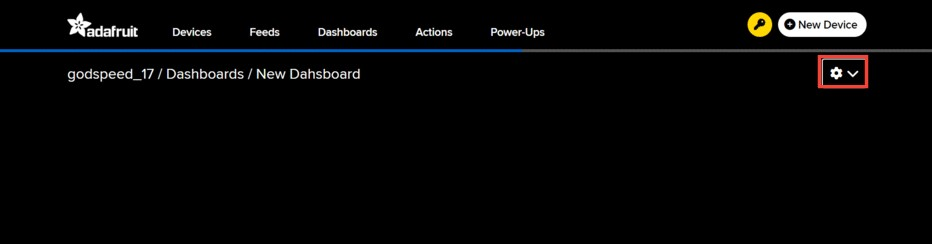 adafruit Devices Feeds Dashboards Actions Power-Ups New Device
godspeed_17 / Dashboards / New Dahsboard